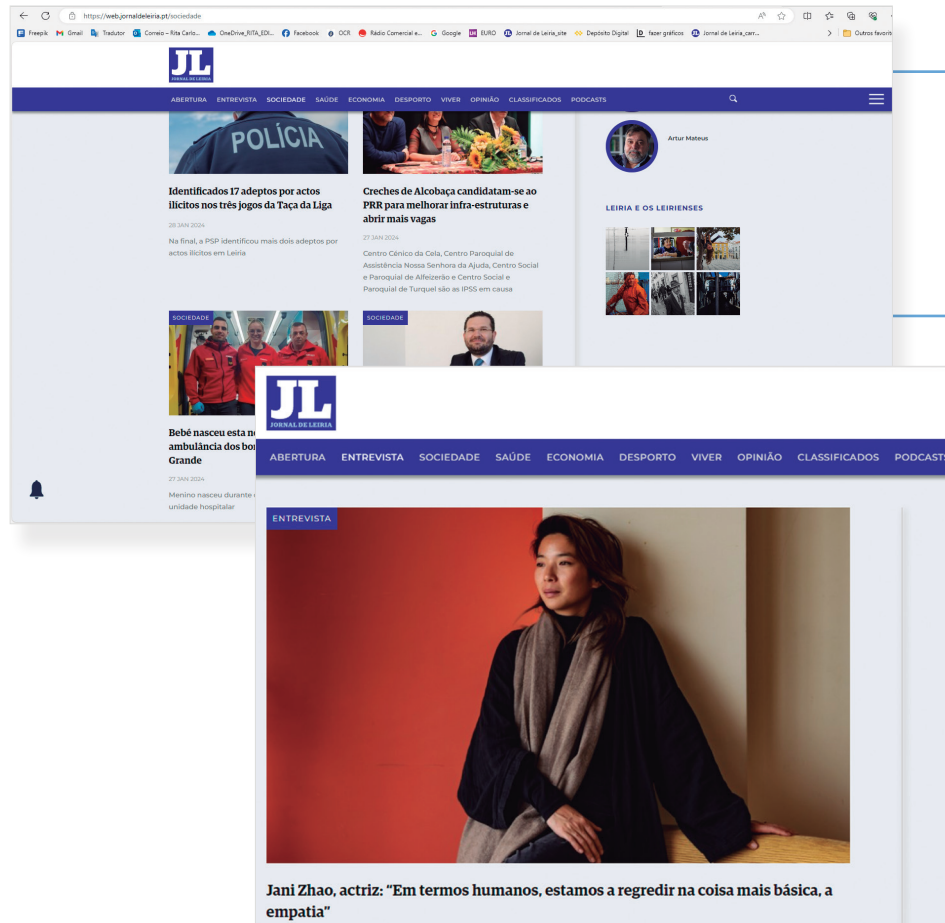 https://web.jornaldeleiria.pt/sociedade
Freepik
Gmail
Tradutor
Correio – Rita Carlo...
OneDrive_RITA_EDI...
Facebook
OCR
Rádio Comercial e...
Google
EURO
Jornal de Leiria_site
Depósito Digital
fazer gráficos
Jornal de Leiria_carr...
Outros favorit
JL
JORNAL DE LEIRIA
ABERTURA ENTREVISTA SOCIEDADE SAÚDE ECONOMIA DESPORTO VIVER OPINIÃO CLASSIFICADOS PODCASTS
POLÍCIA
Identificados 17 adeptos por actos
ilícitos nos três jogos da Taça da Liga
28 JAN 2024
Na final, a PSP identificou mais dois adeptos por
actos ilícitos em Leiria
Creches de Alcobaça candidatam-se ao
PRR para melhorar infra-estruturas e
abrir mais vagas
27 JAN 2024
Centro Cénico da Cela, Centro Paroquial de
Assistência Nossa Senhora da Ajuda, Centro Social
e Paroquial de Alfeizerão e Centro Social e
Paroquial de Turquel são as IPSS em causa
Artur Mateus
LEIRIA E OS LEIRIENSES
SOCIEDADE
SOCIEDADE
Bebé nasceu esta no
ambulância dos bo
Grande
27 JAN 2024
Menino nasceu durante
unidade hospitalar
JL
JORNAL DE LEIRIA
ABERTURA ENTREVISTA SOCIEDADE SAÚDE ECONOMIA DESPORTO VIVER OPINIÃO CLASSIFICADOS PODCASTS
ENTREVISTA
Jani Zhao, actriz: “Em termos humanos, estamos a regredir na coisa mais básica, a
empatia”